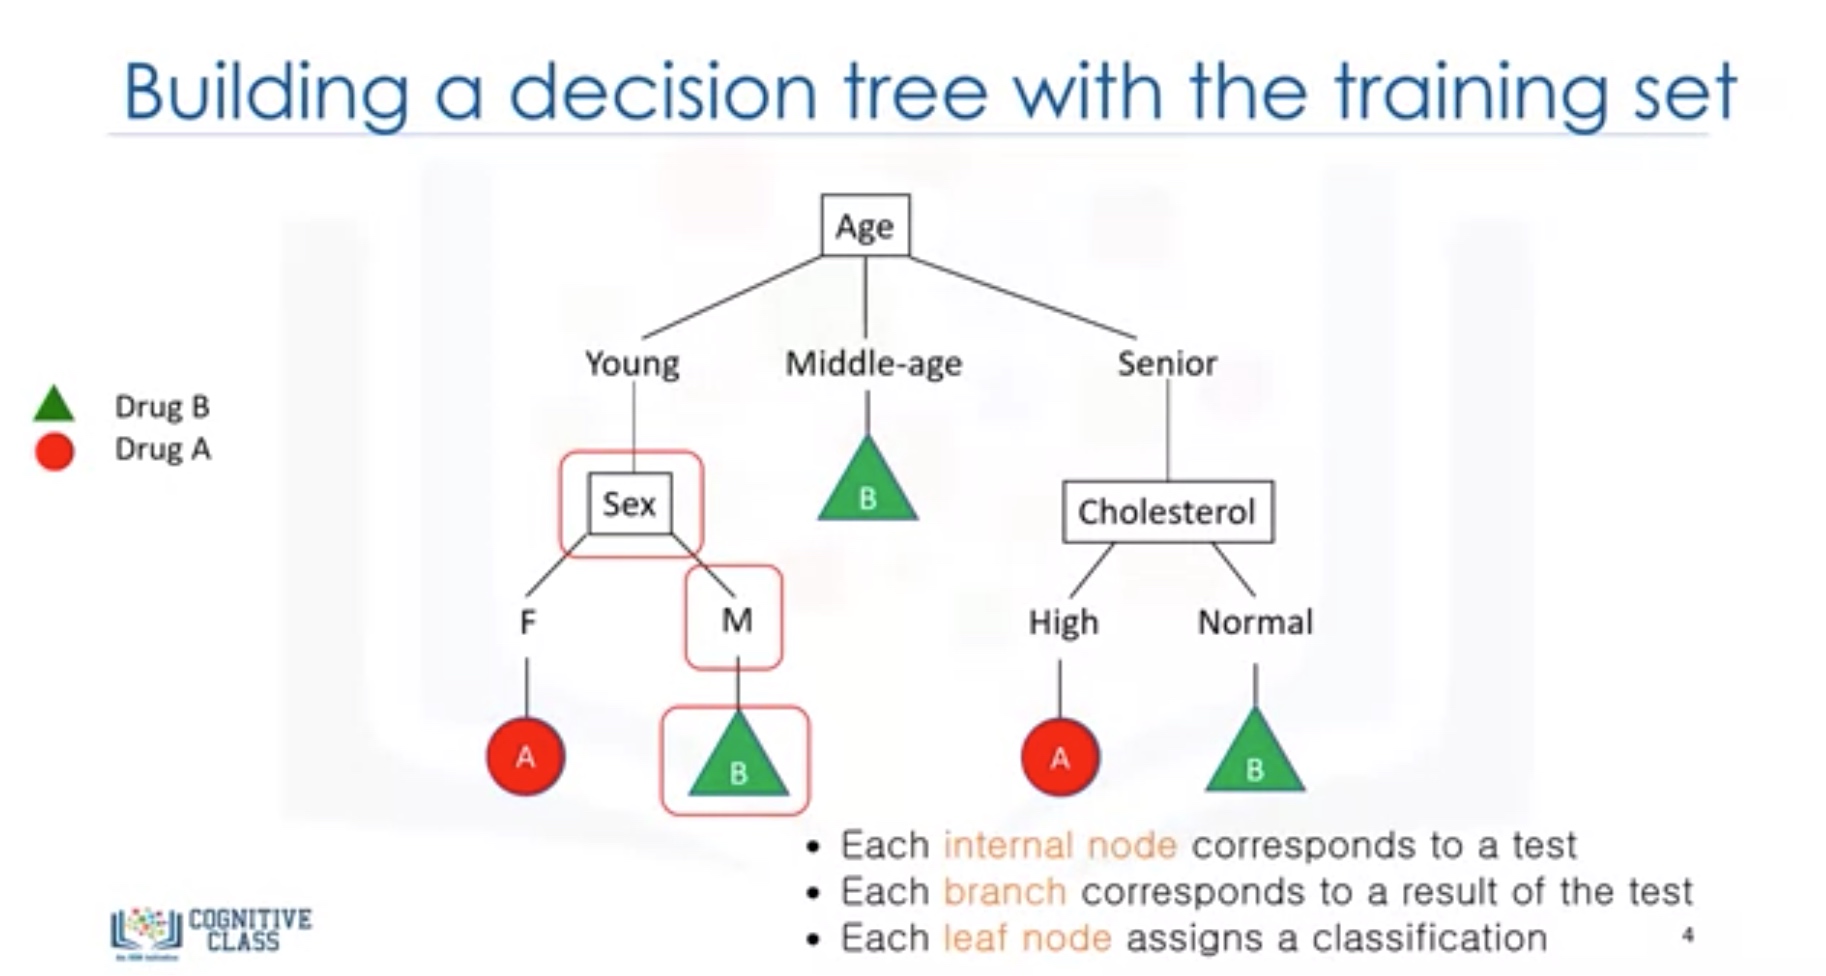 Building a decision tree with the training set
Age
Young Middle-age Senior
Drug B
Drug A
Sex B Cholesterol
F M High Normal
A B A B
• Each internal node corresponds to a test
• Each branch corresponds to a result of the test
• Each leaf node assigns a classification
4
COGNITIVE
CLASS